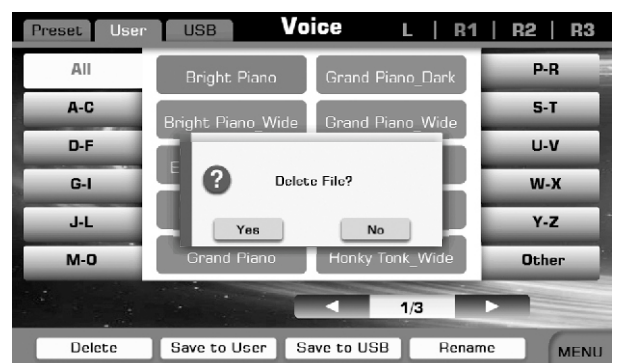 Preset User USB Voice L | R1 | R2 | R3
All Bright Piano Grand Piano_Dark P-R
A-C Bright Piano_Wide Grand Piano_Wide S-T
D-F E U-V
G-I Delete File? W-X
J-L Yes No Y-Z
M-O Grand Piano Honky Tonk_Wide Other
1/3
Delete Save to User Save to USB Rename MENU